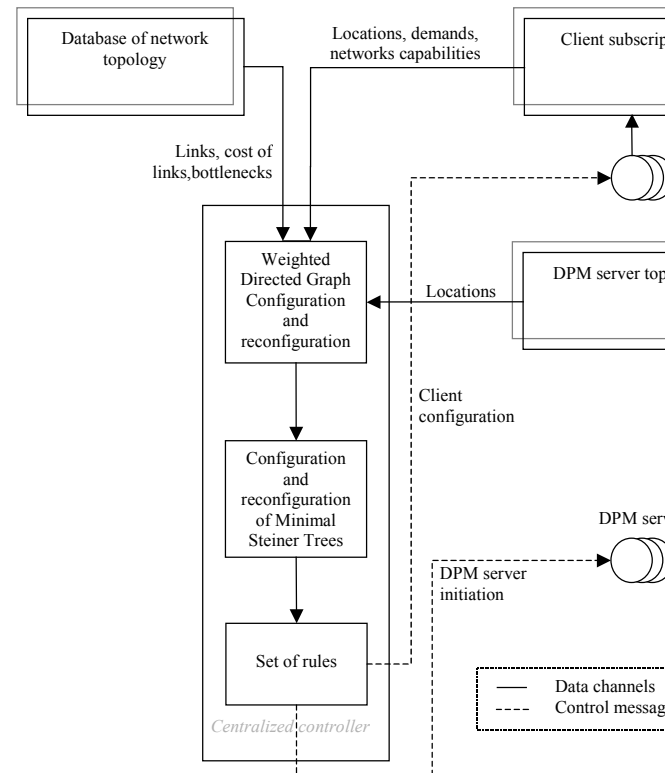 Database of network
topology
Locations, demands,
networks capabilities
Client subscrip
Links, cost of
links,bottlenecks
Weighted
Directed Graph
Configuration
and
reconfiguration
Locations
DPM server top
Client
configuration
Configuration
and
reconfiguration
of Minimal
Steiner Trees
DPM serv
DPM server
initiation
Set of rules
Centralized controller
Data channels
Control messag